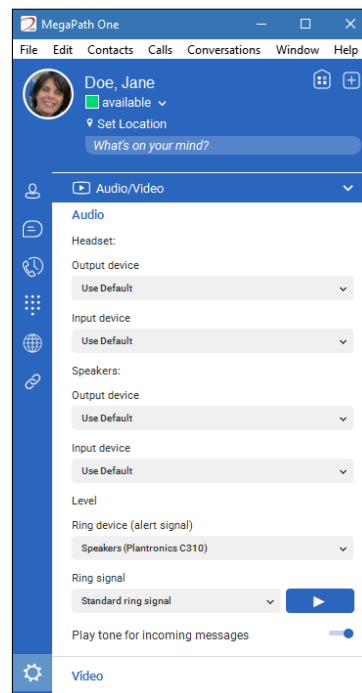 MegaPath One
File Edit Contacts Calls Conversations Window Help
Doe, Jane
available
Set Location
What's on your mind?
Audio/Video
Audio
Headset:
Output device
Use Default
Input device
Use Default
Speakers:
Output device
Use Default
Input device
Use Default
Level
Ring device (alert signal)
Speakers (Plantronics C310)
Ring signal
Standard ring signal
Play tone for incoming messages
Video